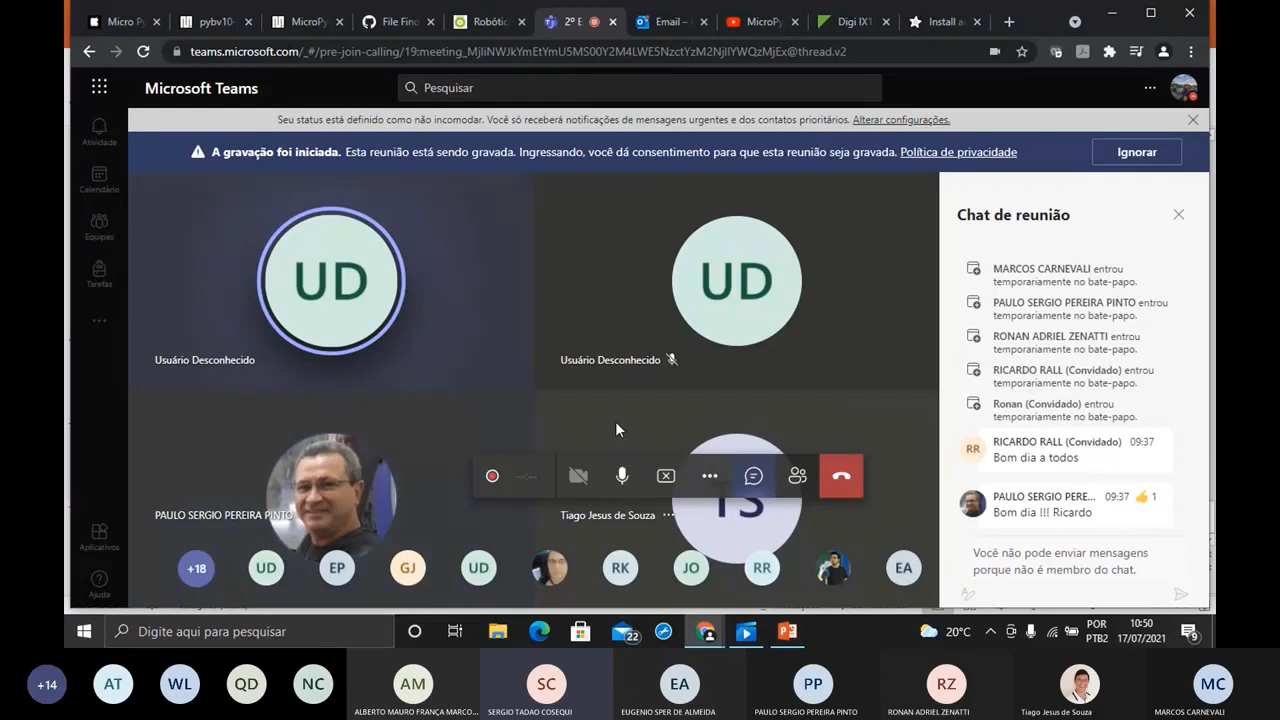 Micro P
pybv10-
MicroPy
File Finc
Robótic
2º E
Email –
MicroPy
Digi IX1
Install a
teams.microsoft.com/_#/pre-join-calling/19:meeting_MjliNWJkYmEtYmU5MS00Y2M4LWE5NzctYzM2NjllYWQzMjEx@thread.v2
Microsoft Teams
Pesquisar
Seu status está definido como não incomodar. Você só receberá notificações de mensagens urgentes e dos contatos prioritários. Alterar configurações.
A gravação foi iniciada. Esta reunião está sendo gravada. Ingressando, você dá consentimento para que esta reunião seja gravada. Política de privacidade
Ignorar
Atividade
Calendário
Equipes
Tarefas
Aplicativos
Ajuda
UD
Usuário Desconhecido
UD
Usuário Desconhecido
PAULO SERGIO PEREIRA PINTO
TS
Tiago Jesus de Souza
+18
UD
EP
GJ
UD
RK
JO
RR
EA
Chat de reunião
MARCOS CARNEVALI entrou
temporariamente no bate-papo.
PAULO SERGIO PEREIRA PINTO entrou
temporariamente no bate-papo.
RONAN ADRIEL ZENATTI entrou
temporariamente no bate-papo.
RICARDO RALL (Convidado) entrou
temporariamente no bate-papo.
Ronan (Convidado) entrou
temporariamente no bate-papo.
RR
RICARDO RALL (Convidado) 09:37
Bom dia a todos
PAULO SERGIO PERE... 09:37 👍 1
Bom dia !!! Ricardo
Você não pode enviar mensagens
porque não é membro do chat.
Digite aqui para pesquisar
22
20°C
POR
PTB2
10:50
17/07/2021
9
+14
AT
WL
QD
NC
AM
ALBERTO MAURO FRANÇA MARCO...
SC
SERGIO TADAO COSEQUI
EA
EUGENIO SPER DE ALMEIDA
PP
PAULO SERGIO PEREIRA PINTO
RZ
RONAN ADRIEL ZENATTI
Tiago Jesus de Souza
MC
MARCOS CARNEVALI